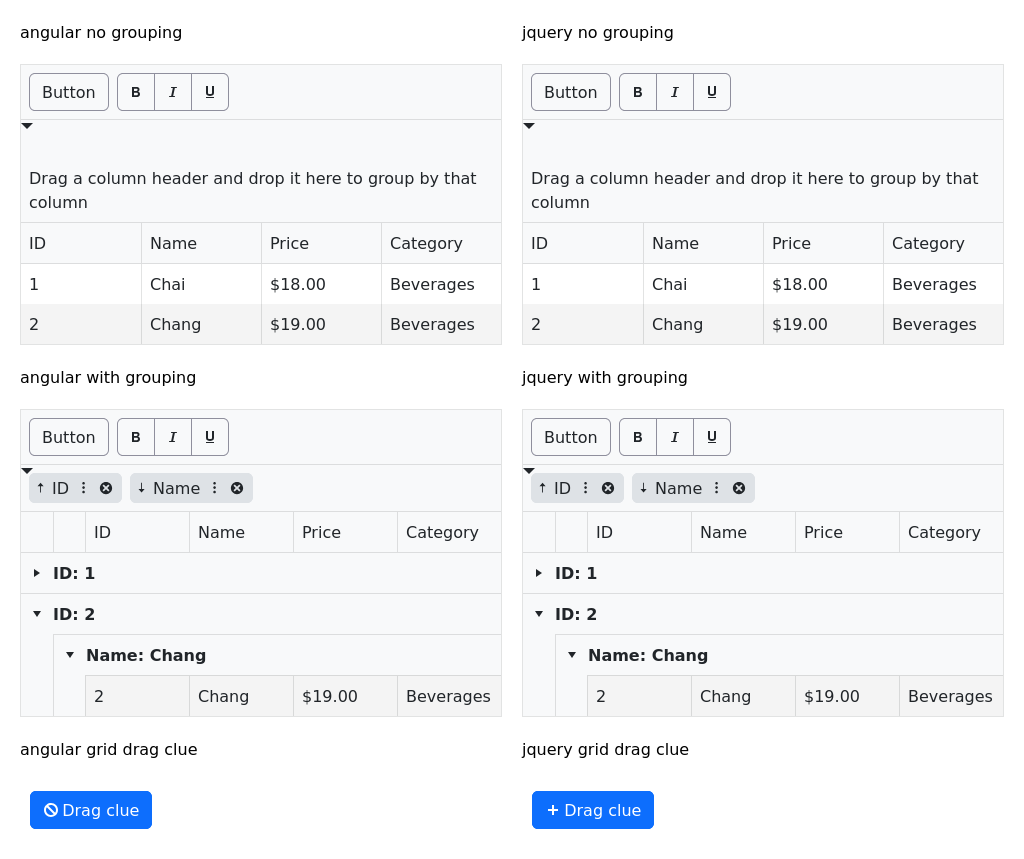 angular no grouping
Button B I U
Drag a column header and drop it here to group by that
column
ID Name Price Category
1 Chai $18.00 Beverages
2 Chang $19.00 Beverages
jquery no grouping
Button B I U
Drag a column header and drop it here to group by that
column
ID Name Price Category
1 Chai $18.00 Beverages
2 Chang $19.00 Beverages
angular with grouping
Button B I U
ID Name
ID Name Price Category
ID: 1
ID: 2
Name: Chang
2 Chang $19.00 Beverages
jquery with grouping
Button B I U
ID Name
ID Name Price Category
ID: 1
ID: 2
Name: Chang
2 Chang $19.00 Beverages
angular grid drag clue
Drag clue
jquery grid drag clue
Drag clue